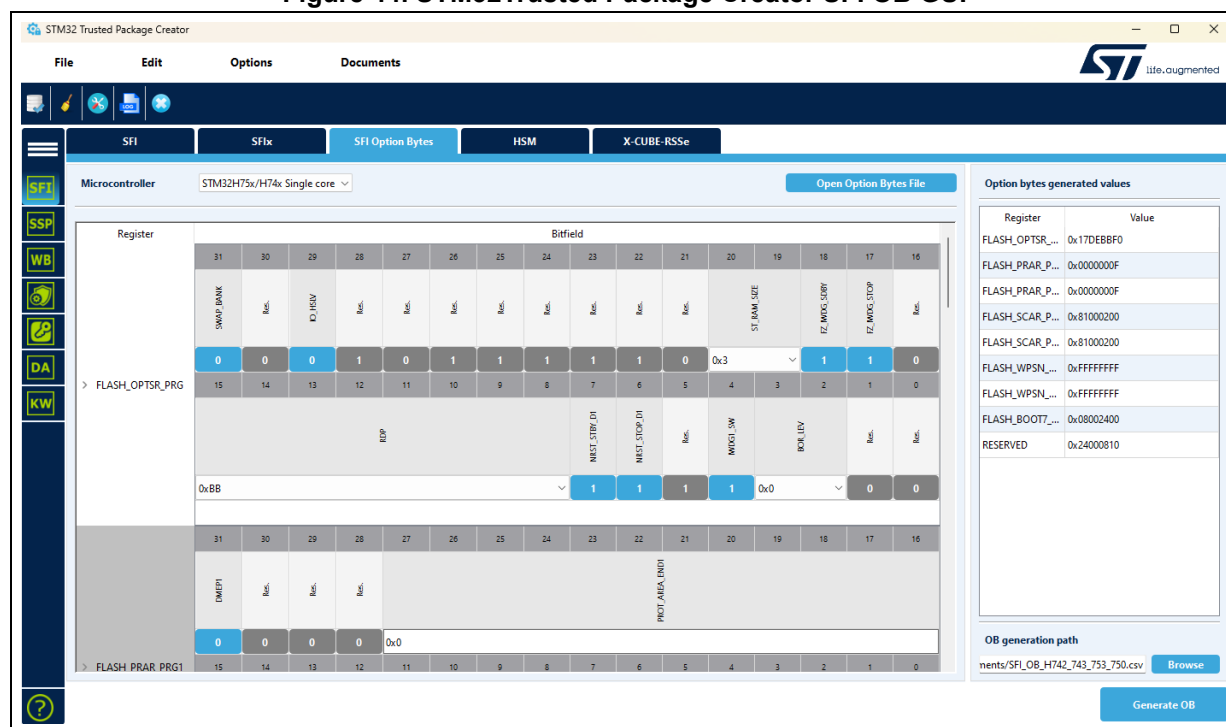 STM32 Trusted Package Creator
File Edit Options Documents
life.augmented
LOG
SFI SFIx SFI Option Bytes HSM X-CUBE-RSSe
SFI
SSP
WB
DA
KW
?
Microcontroller STM32H75x/H74x Single core Open Option Bytes File
Register Bitfield
31 30 29 28 27 26 25 24 23 22 21 20 19 18 17 16
SWAP_BANK Res. IO_HSLV Res. Res. Res. Res. Res. Res. Res. Res. ST_RAM_SIZE FZ_IWDG_SDBY FZ_IWDG_STOP Res.
0 0 0 1 0 1 1 1 1 1 0 0x3 1 1 0
> FLASH_OPTSR_PRG 15 14 13 12 11 10 9 8 7 6 5 4 3 2 1 0
RDP NRST_STBY_D1 NRST_STOP_D1 Res. IWDG1_SW BOR_LEV Res. Res.
0xBB 1 1 1 1 0x0 0 0
31 30 29 28 27 26 25 24 23 22 21 20 19 18 17 16
DMEP1 Res. Res. Res. PROT_AREA_END1
0 0 0 0 0x0
> FLASH_PRAR_PRG1 15 14 13 12 11 10 9 8 7 6 5 4 3 2 1 0
Option bytes generated values
Register Value
FLASH_OPTSR_... 0x17DEBBF0
FLASH_PRAR_P... 0x0000000F
FLASH_PRAR_P... 0x0000000F
FLASH_SCAR_P... 0x81000200
FLASH_SCAR_P... 0x81000200
FLASH_WPSN_... 0xFFFFFFFF
FLASH_WPSN_... 0xFFFFFFFF
FLASH_BOOT7_... 0x08002400
RESERVED 0x24000810
OB generation path
nents/SFI_OB_H742_743_753_750.csv Browse
Generate OB